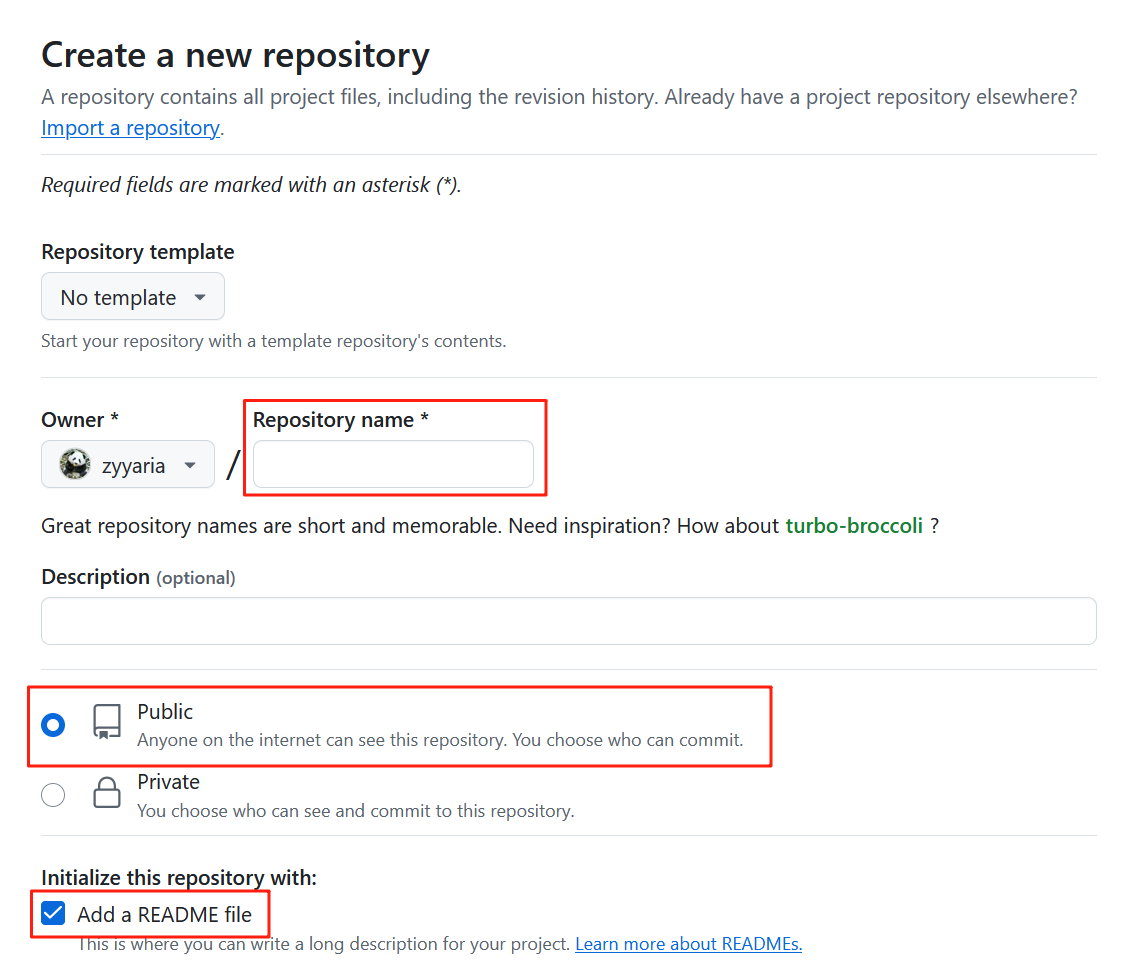 Create a new repository
A repository contains all project files, including the revision history. Already have a project repository elsewhere?
Import a repository.
Required fields are marked with an asterisk (*).
Repository template
No template
Start your repository with a template repository's contents.
Owner *
Repository name *
zyyaria
/
Great repository names are short and memorable. Need inspiration? How about turbo-broccoli ?
Description (optional)
Public
Anyone on the internet can see this repository. You choose who can commit.
Private
You choose who can see and commit to this repository.
Initialize this repository with:
Add a README file
This is where you can write a long description for your project. Learn more about READMEs.